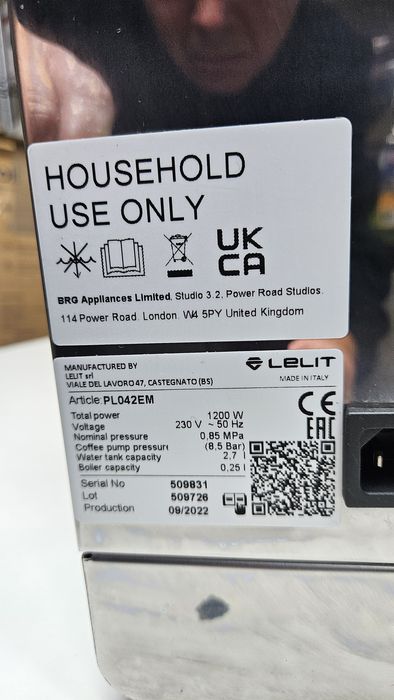 HOUSEHOLD
USE ONLY
UK
CA
BRG Appliances Limited, Studio 3.2, Power Road Studios.
114 Power Road. London. W4 5PY United Kingdom
MANUFACTURED BY
LELIT srl
VIALE DEL LAVORO 47, CASTEGNATO (BS)
LELIT
MADE IN ITALY
Article: PL042EM
Total power 1200 W
Voltage 230 V ~ 50 Hz
Nominal pressure 0,85 MPa
Coffee pump pressure (8,5 Bar)
Water tank capacity 2,7 l
Boiler capacity 0,25 l
CE
EAC
Serial No 509831
Lot 509726
Production 09/2022